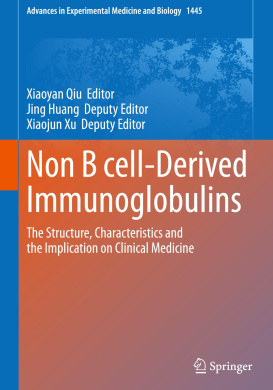 Advances in Experimental Medicine and Biology 1445
Xiaoyan Qiu Editor
Jing Huang Deputy Editor
Xiaojun Xu Deputy Editor
Non B cell-Derived
Immunoglobulins
The Structure, Characteristics and
the Implication on Clinical Medicine
Springer